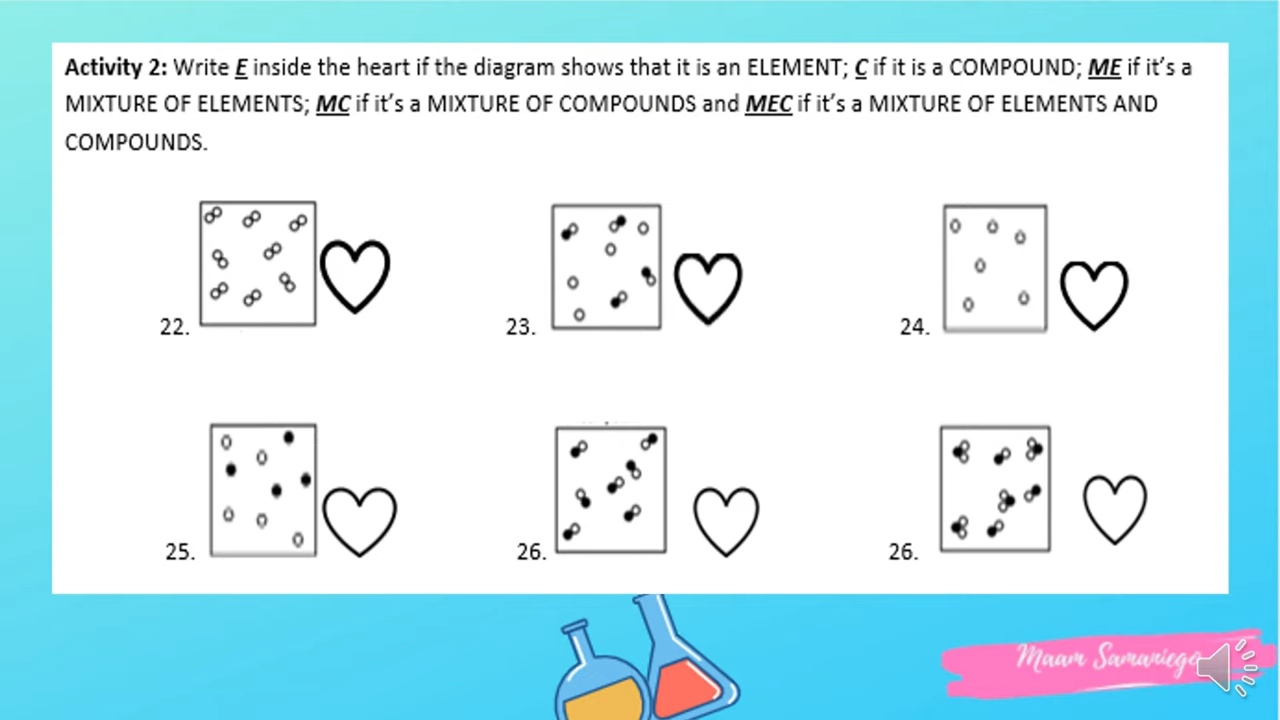 Activity 2: Write E inside the heart if the diagram shows that it is an ELEMENT; C if it is a COMPOUND; ME if it's a
MIXTURE OF ELEMENTS; MC if it's a MIXTURE OF COMPOUNDS and MEC if it's a MIXTURE OF ELEMENTS AND
COMPOUNDS.
22.
23.
24.
25.
26.
26.
Maam Samaniego